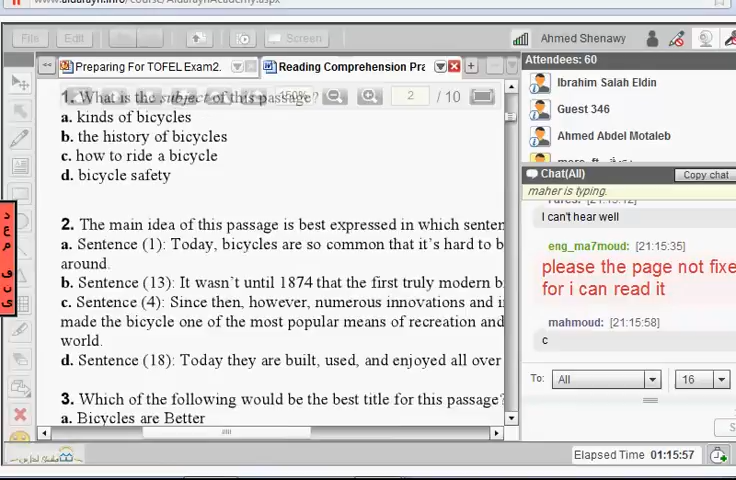 www.aldarayn.info/course/AldaraynAcademy.aspx
File
Edit
Screen
Ahmed Shenawy
Preparing For TOFEL Exam2.
Reading Comprehension Pra
Attendees: 60
Ibrahim Salah Eldin
Guest 346
Ahmed Abdel Motaleb
150%
2
/ 10
1. What is the subject of this passage?
a. kinds of bicycles
b. the history of bicycles
c. how to ride a bicycle
d. bicycle safety
2. The main idea of this passage is best expressed in which senten
a. Sentence (1): Today, bicycles are so common that it's hard to b
around.
b. Sentence (13): It wasn't until 1874 that the first truly modern b
c. Sentence (4): Since then, however, numerous innovations and i
made the bicycle one of the most popular means of recreation and
world.
d. Sentence (18): Today they are built, used, and enjoyed all over
3. Which of the following would be the best title for this passage?
a. Bicycles are Better
Chat(All)
Copy chat
maher is typing.
I can't hear well
eng_ma7moud: [21:15:35]
please the page not fixe
for i can read it
mahmoud: [21:15:58]
c
To:
All
16
Elapsed Time
01:15:57